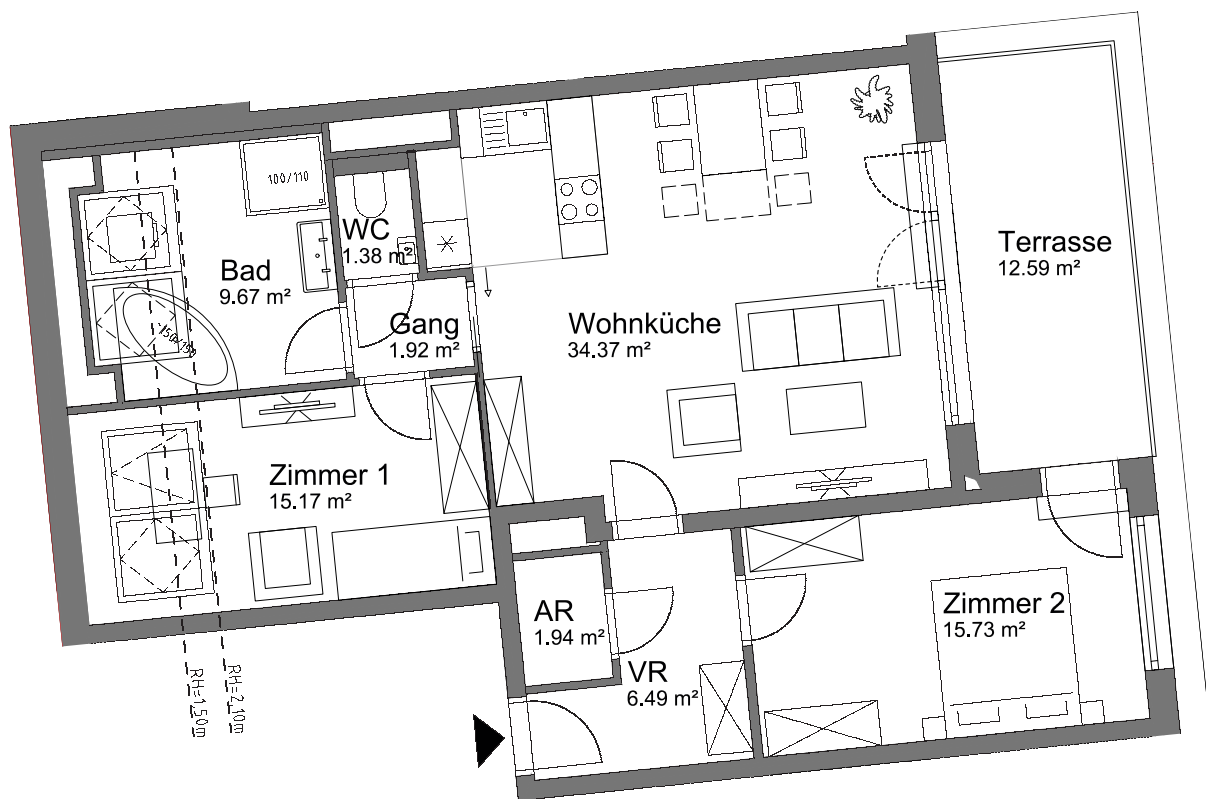 100/110
WC
1.38 m²
Bad
9.67 m²
150/150
Gang
1.92 m²
Wohnküche
34.37 m²
Terrasse
12.59 m²
Zimmer 1
15.17 m²
AR
1.94 m²
VR
6.49 m²
Zimmer 2
15.73 m²
RH=1,50m
RH=2,10m